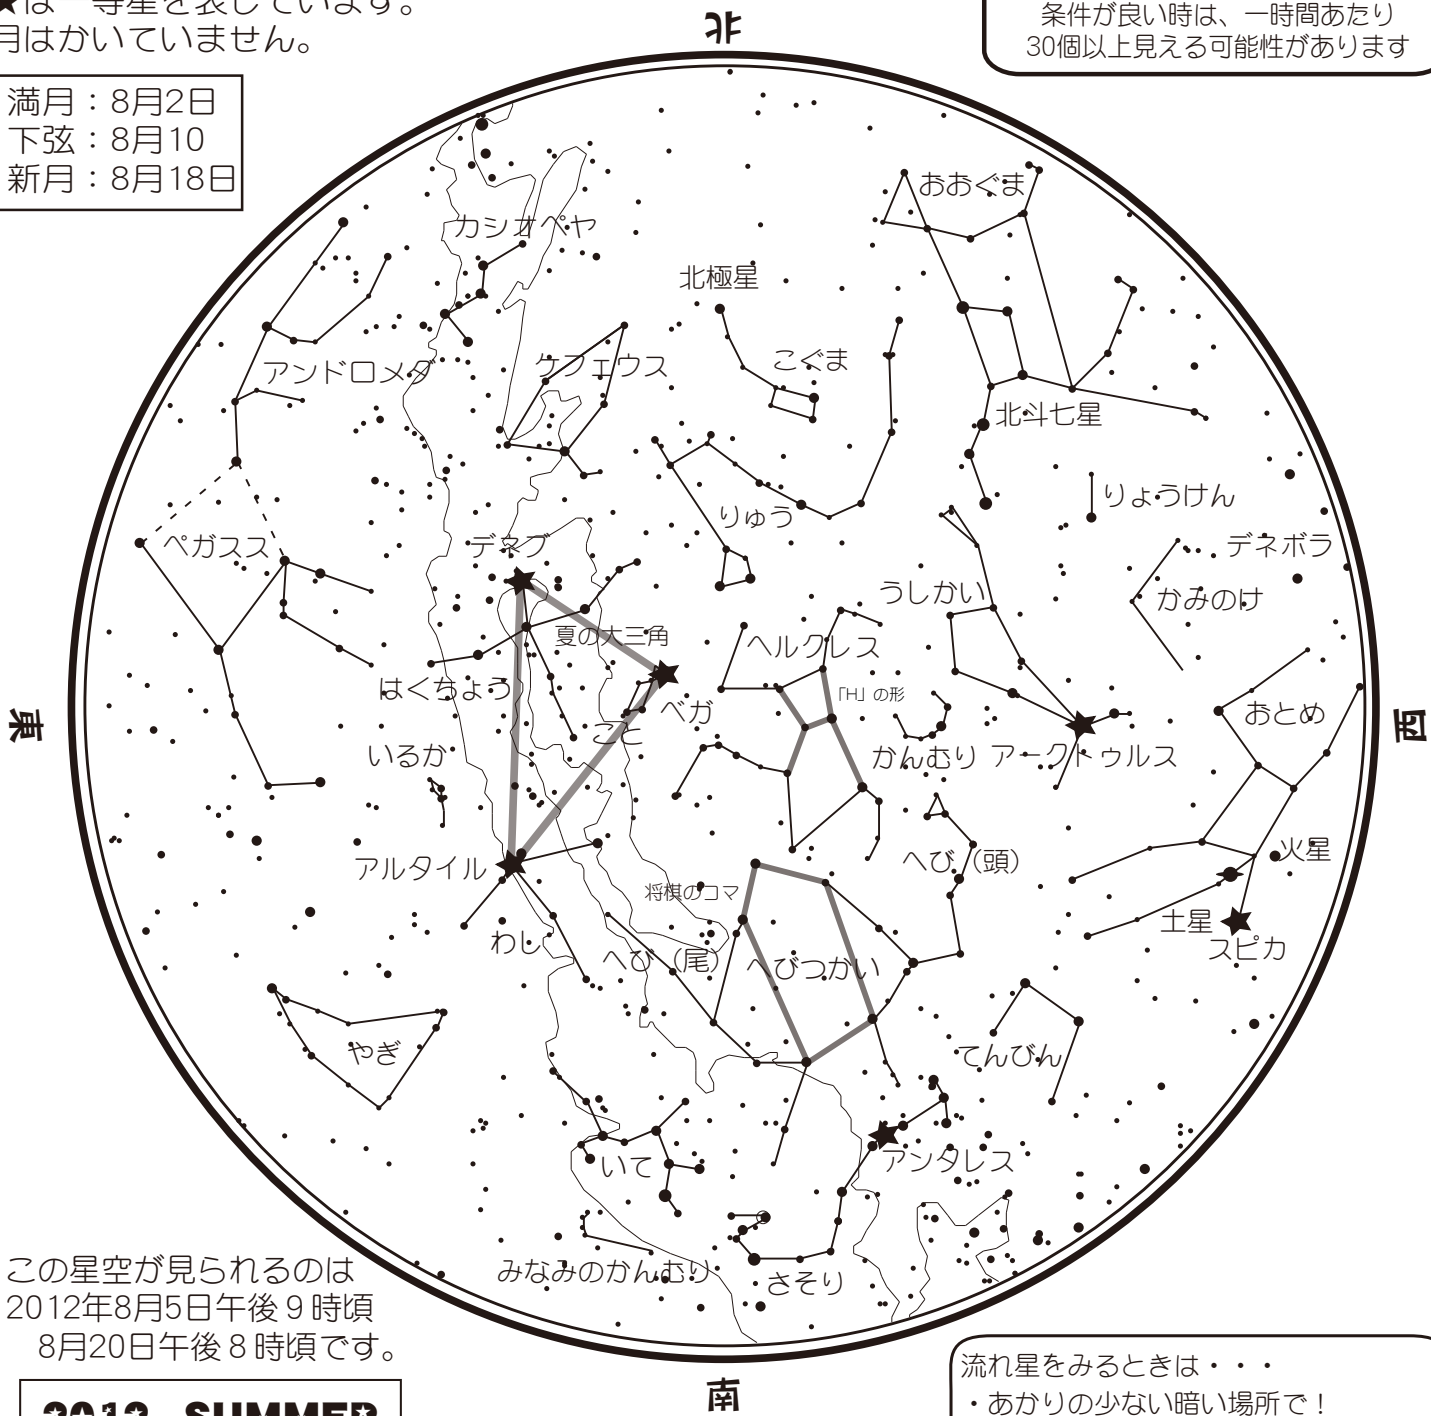 ★は一等星を表しています。
月はかいていません。
満月：8月2日
下弦：8月10
新月：8月18日
条件が良い時は、一時間あたり
30個以上見える可能性があります
北
おおぐま
カシオペヤ
北極星
こぐま
ケフェウス
アンドロメダ
北斗七星
りょうけん
りゅう
デネボラ
ペガスス
デネブ
うしかい
かみのけ
夏の大三角
ヘルクレス
はくちょう
「H」の形
ベガ
おとめ
東
西
こと
いるか
かんむり
アークトゥルス
火星
アルタイル
へび（頭）
将棋のコマ
土星
スピカ
わし
へび（尾）
へびつかい
やぎ
てんびん
アンタレス
いて
みなみのかんむり
さそり
南
この星空が見られるのは
2012年8月5日午後９時頃
8月20日午後８時頃です。
2012 SUMMER
流れ星をみるときは・・・
・あかりの少ない暗い場所で！